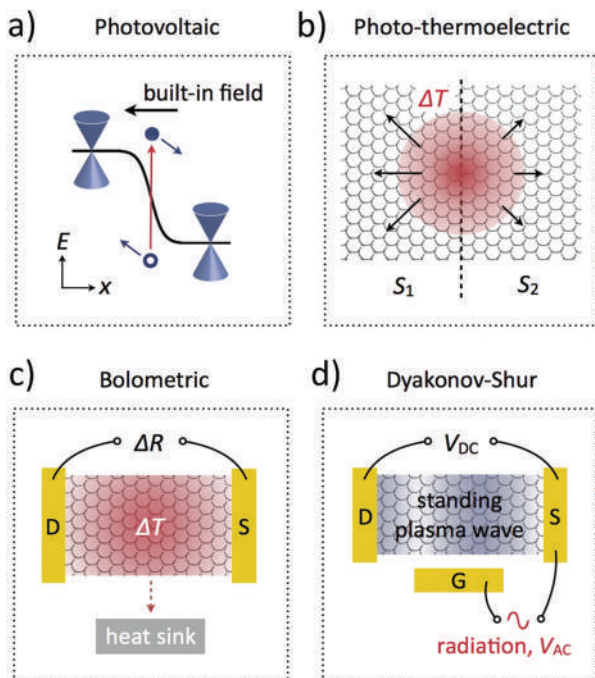 a) Photovoltaic
built-in field
E
x
b) Photo-thermoelectric
ΔT
S1 S2
c) Bolometric
ΔR
D ΔT S
heat sink
d) Dyakonov-Shur
VDC
D standing S
plasma wave
G
radiation, VAC